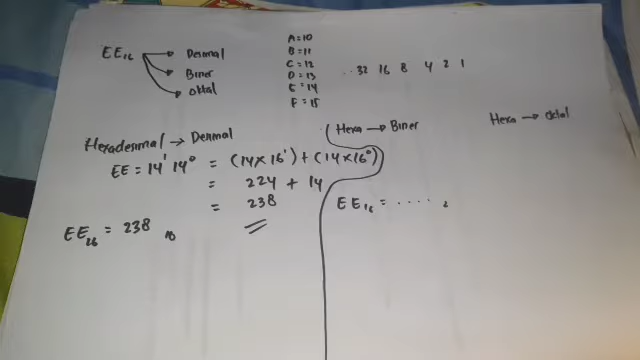 EE₁₆ → Desimal
→ Biner
→ Oktal
A=10
B=11
C=12
D=13
E=14
F=15
..32 16 8 4 2 1
Hexadesimal → Desimal
EE = 14¹ 14⁰ = (14×16¹) + (14×16⁰)
= 224 + 14
= 238
EE₁₆ = 238 ₁₀
Hexa → Biner
EE₁₆ = ..... ₂
Hexa → Oktal